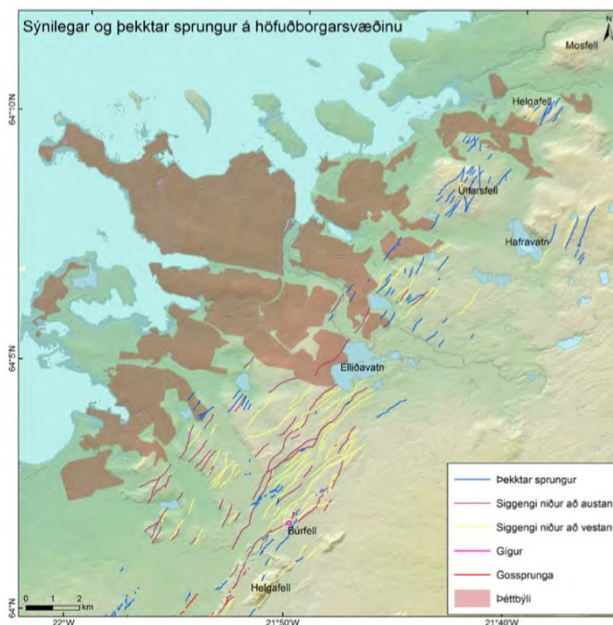 Sýnilegar og þekktar sprungur á höfuðborgarsvæðinu
N
Mosfell
64°10'N
Helgafell
Úlfarsfell
Hafravatn
64°5'N
Elliðavatn
Búrfell
Helgafell
64°N
0 1 2
km
22°W
21°50'W
21°40'W
Þekktar sprungur
Siggengi niður að austan
Siggengi niður að vestan
Gígur
Gossprunga
Þéttbýli